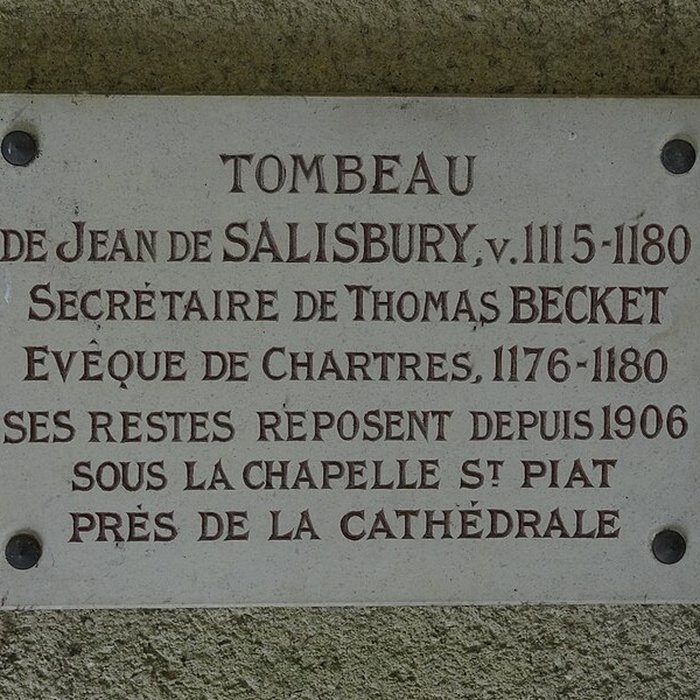 TOMBEAU
DE JEAN DE SALISBURY, v. 1115-1180
SECRÉTAIRE DE THOMAS BECKET
EVÊQUE DE CHARTRES, 1176-1180
SES RESTES REPOSENT DEPUIS 1906
SOUS LA CHAPELLE ST PIAT
PRÈS DE LA CATHÉDRALE